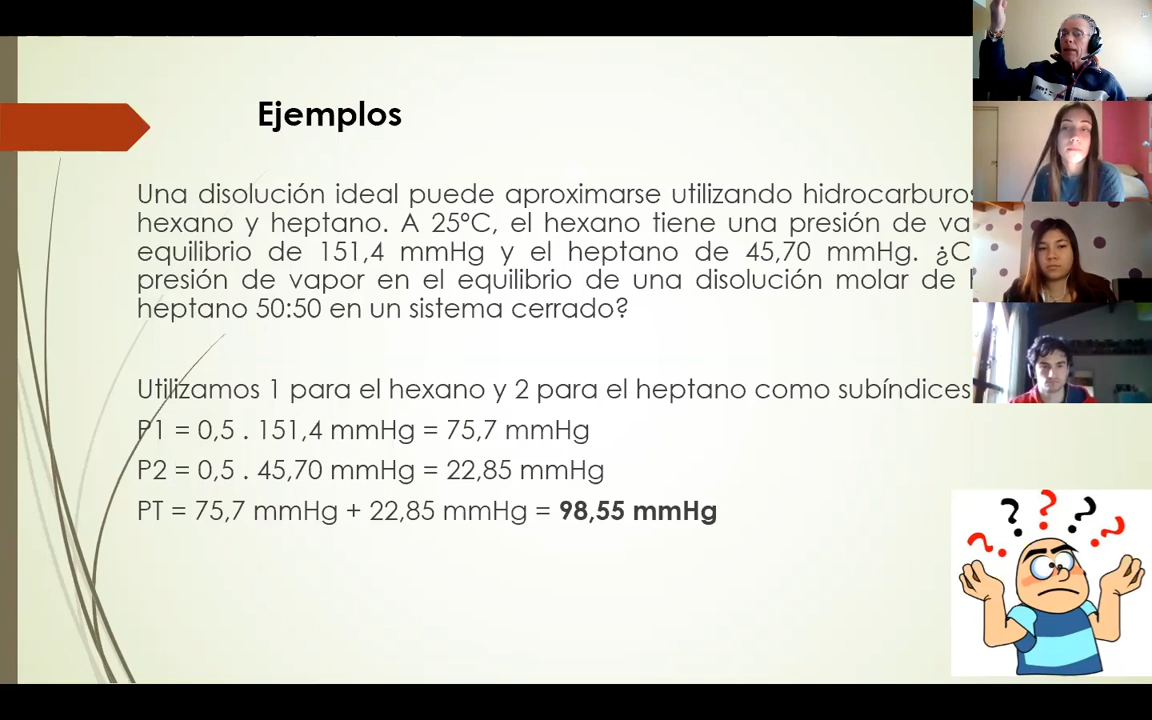 Ejemplos
Una disolución ideal puede aproximarse utilizando hidrocarburos
hexano y heptano. A 25ºC, el hexano tiene una presión de va
equilibrio de 151,4 mmHg y el heptano de 45,70 mmHg. ¿C
presión de vapor en el equilibrio de una disolución molar de
heptano 50:50 en un sistema cerrado?
Utilizamos 1 para el hexano y 2 para el heptano como subíndices
P1 = 0,5 . 151,4 mmHg = 75,7 mmHg
P2 = 0,5 . 45,70 mmHg = 22,85 mmHg
PT = 75,7 mmHg + 22,85 mmHg = 98,55 mmHg
? ? ? ? ?